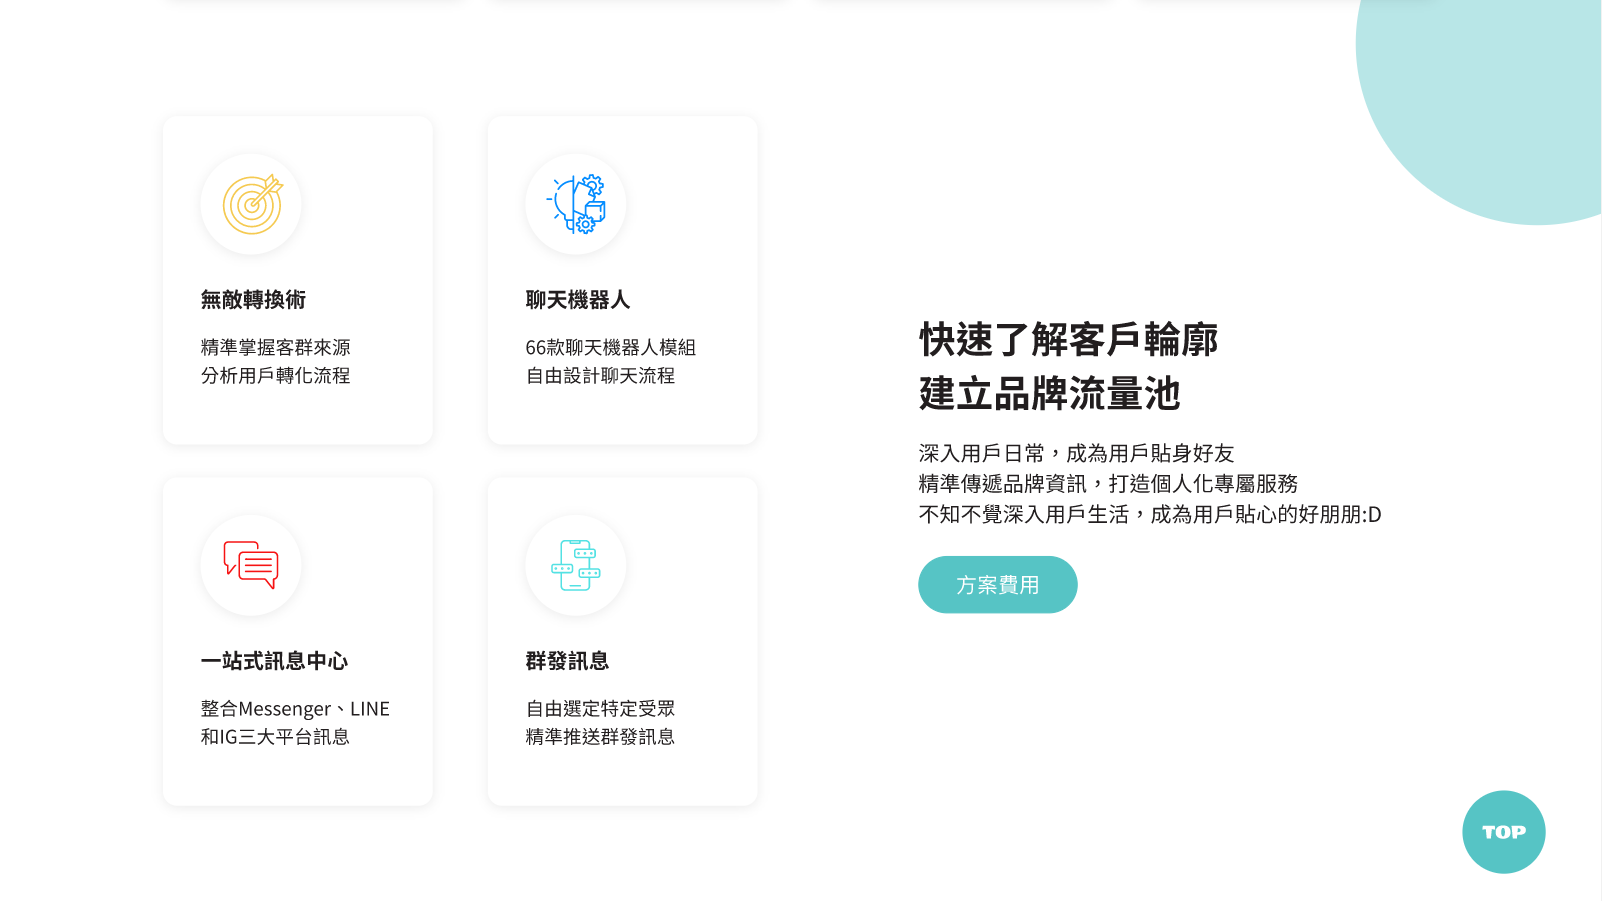 無敵轉換術
精準掌握客群來源
分析用戶轉化流程
聊天機器人
66款聊天機器人模組
自由設計聊天流程
一站式訊息中心
整合Messenger、LINE
和IG三大平台訊息
群發訊息
自由選定特定受眾
精準推送群發訊息
快速了解客戶輪廓
建立品牌流量池
深入用戶日常，成為用戶貼身好友
精準傳遞品牌資訊，打造個人化專屬服務
不知不覺深入用戶生活，成為用戶貼心的好朋朋:D
方案費用
TOP